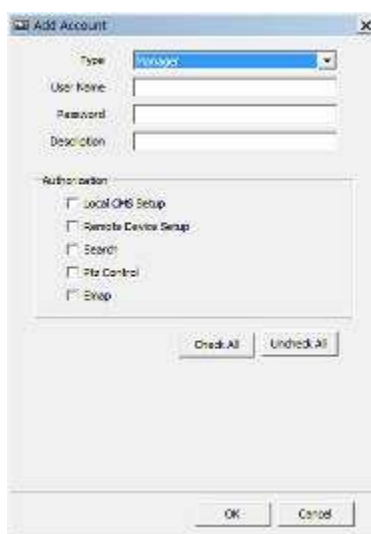 Add Account
Type Manager
User Name
Password
Description
Authorization
Local CMS Setup
Remote Device Setup
Search
Ptz Control
Emap
Check All Uncheck All
OK Cancel